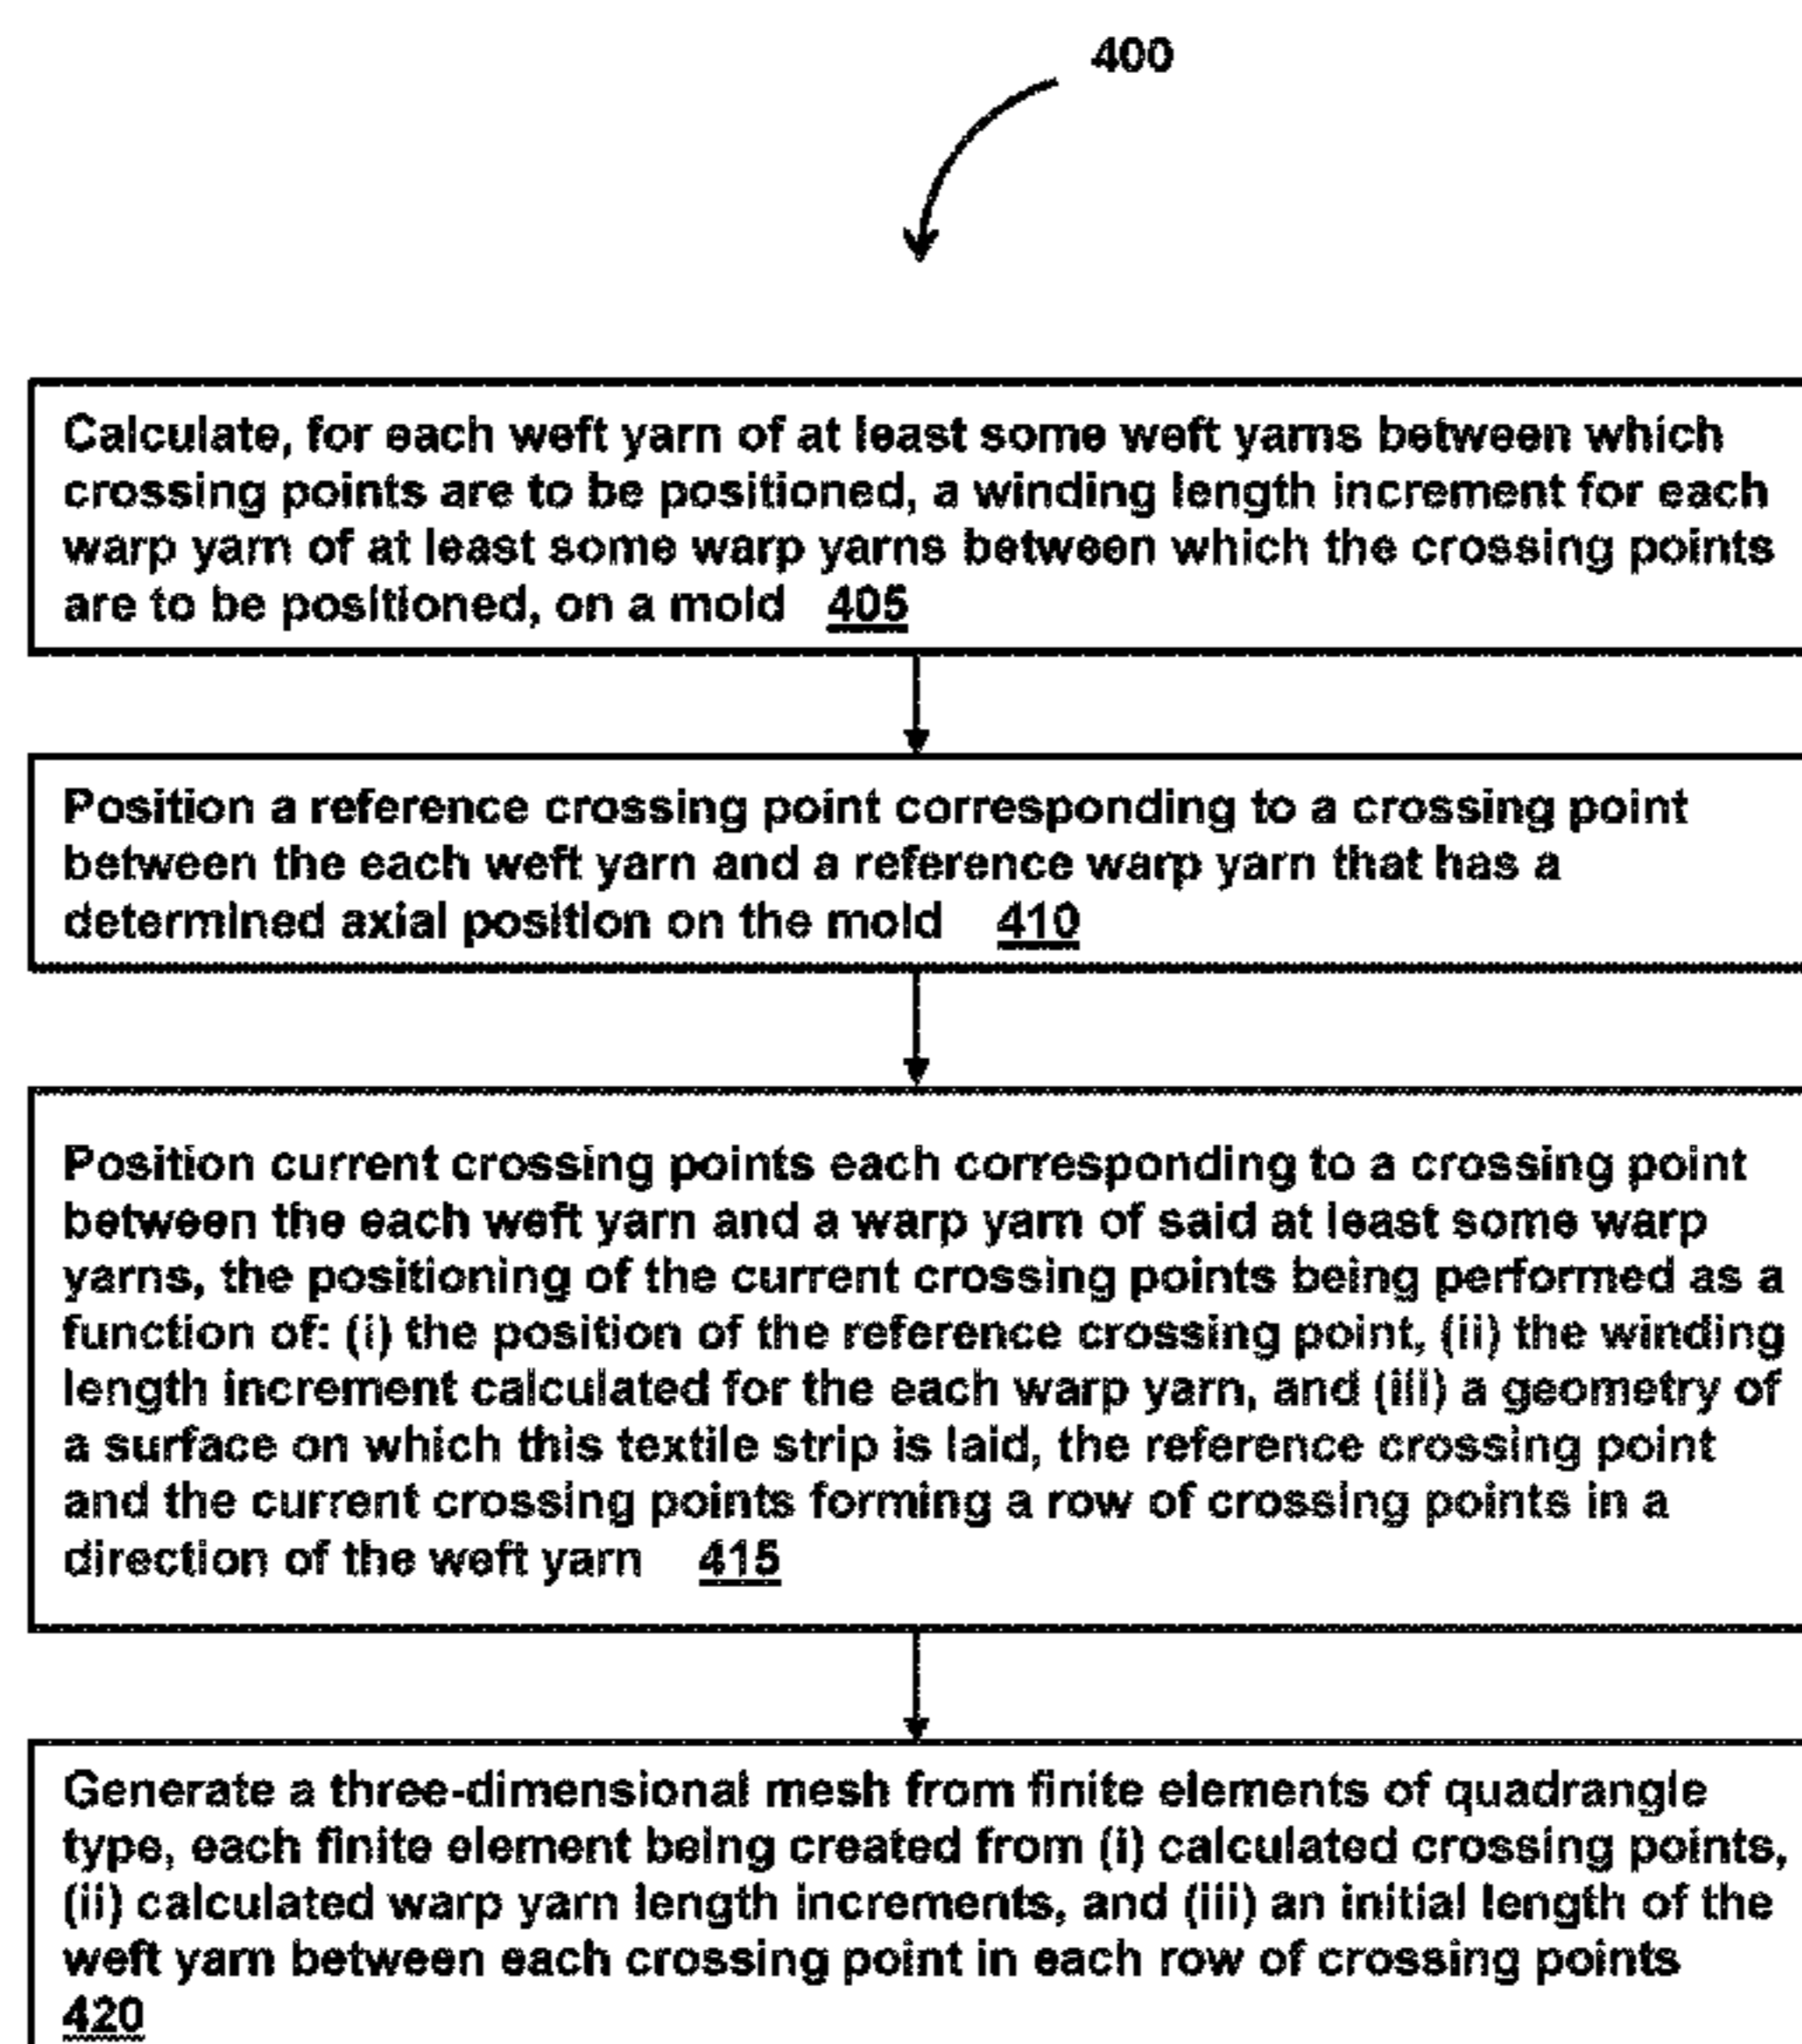 400
Calculate, for each weft yarn of at least some weft yarns between which
crossing points are to be positioned, a winding length increment for each
warp yarn of at least some warp yarns between which the crossing points
are to be positioned, on a mold 405
Position a reference crossing point corresponding to a crossing point
between the each weft yarn and a reference warp yarn that has a
determined axial position on the mold 410
Position current crossing points each corresponding to a crossing point
between the each weft yarn and a warp yarn of said at least some warp
yarns, the positioning of the current crossing points being performed as a
function of: (i) the position of the reference crossing point, (ii) the winding
length increment calculated for the each warp yarn, and (iii) a geometry of
a surface on which this textile strip is laid, the reference crossing point
and the current crossing points forming a row of crossing points in a
direction of the weft yarn 415
Generate a three-dimensional mesh from finite elements of quadrangle
type, each finite element being created from (i) calculated crossing points,
(ii) calculated warp yarn length increments, and (iii) an initial length of the
weft yarn between each crossing point in each row of crossing points
420